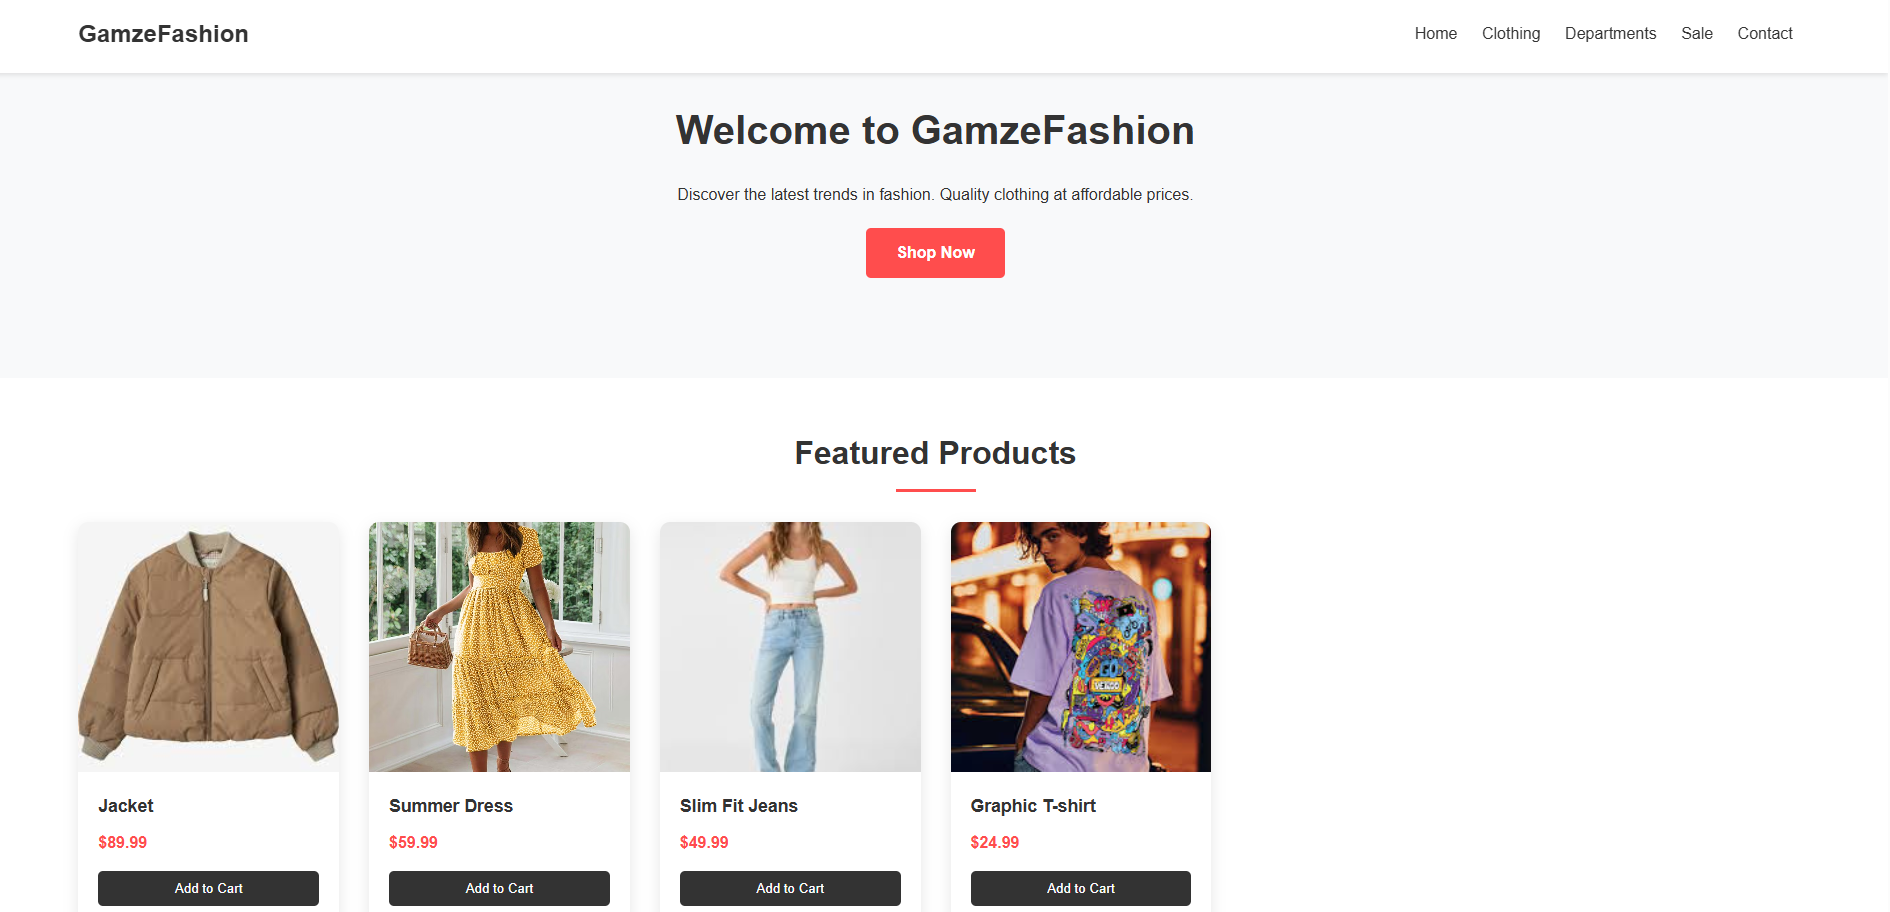 GamzeFashion
Home Clothing Departments Sale Contact
Welcome to GamzeFashion
Discover the latest trends in fashion. Quality clothing at affordable prices.
Shop Now
Featured Products
GO
Jacket
$89.99
Add to Cart
Summer Dress
$59.99
Add to Cart
Slim Fit Jeans
$49.99
Add to Cart
Graphic T-shirt
$24.99
Add to Cart